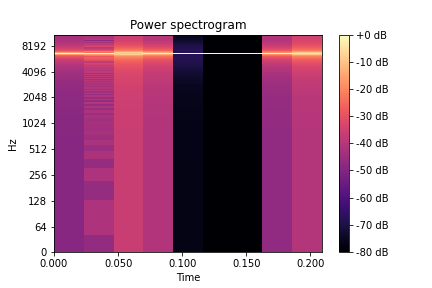 Power spectrogram
8192
4096
2048
1024
512
256
128
64
0
Hz
0.000 0.050 0.100 0.150 0.200
Time
+0 dB
-10 dB
-20 dB
-30 dB
-40 dB
-50 dB
-60 dB
-70 dB
-80 dB